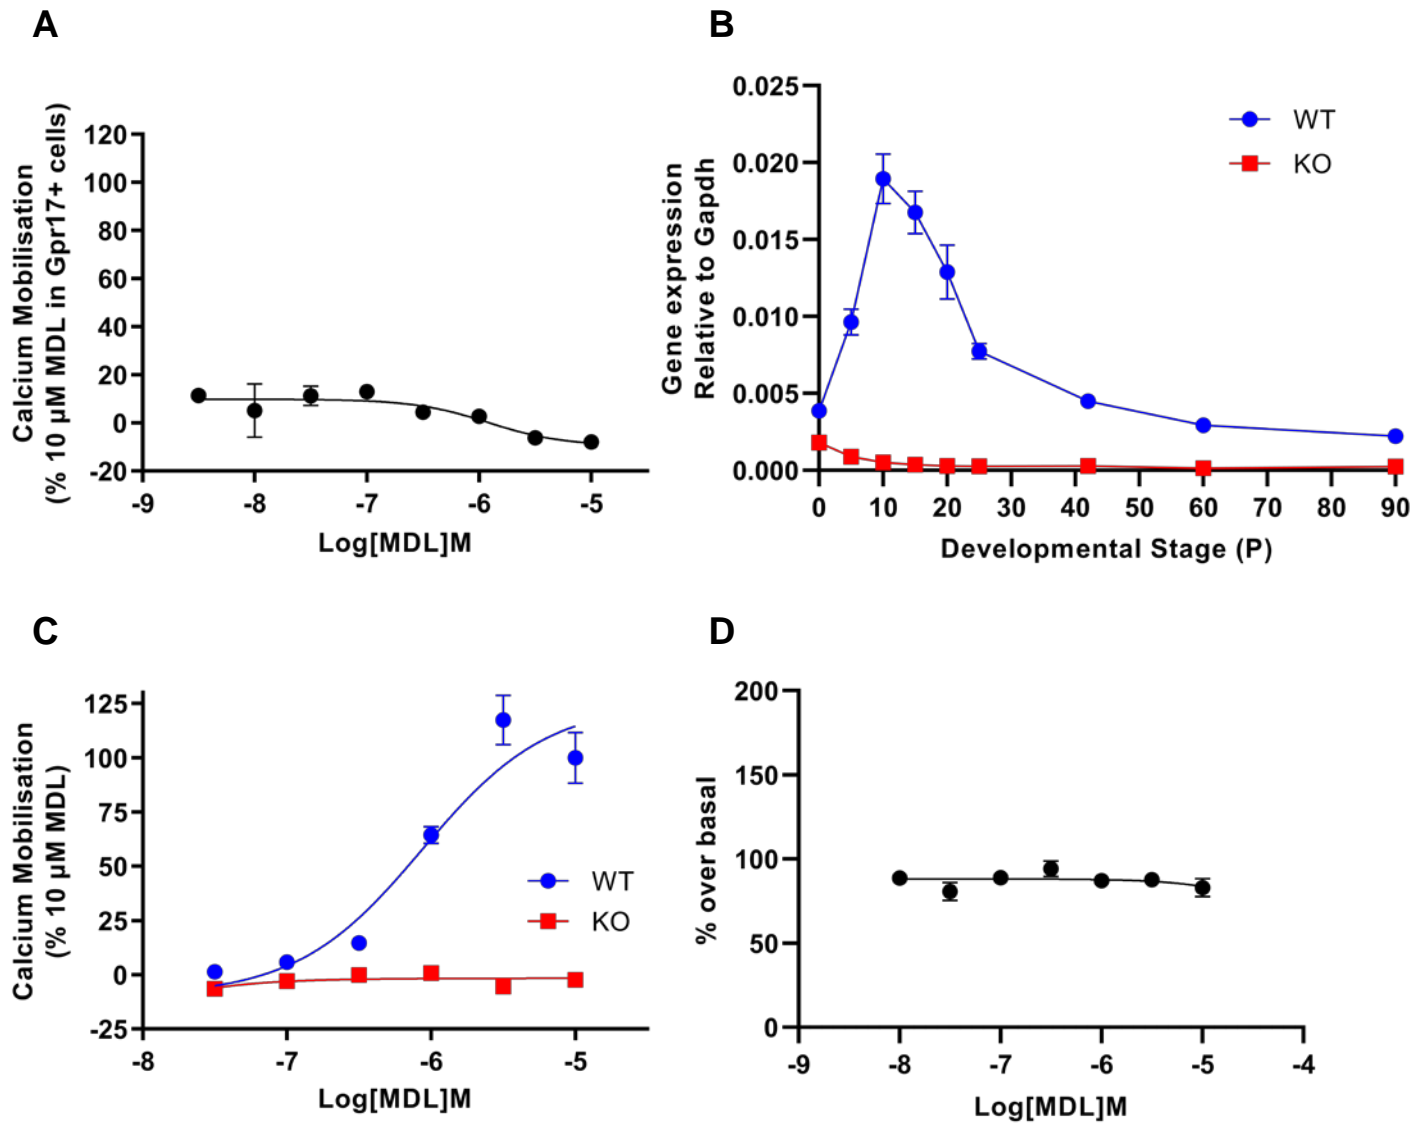 A
Calcium Mobilisation
(% 10 µM MDL in Gpr17+ cells)
120
100
80
60
40
20
0
-20
-9 -8 -7 -6 -5
Log[MDL]M
B
Gene expression
Relative to Gapdh
0.025
0.020
0.015
0.010
0.005
0.000
WT
KO
0 10 20 30 40 50 60 70 80 90
Developmental Stage (P)
C
Calcium Mobilisation
(% 10 µM MDL)
125
100
75
50
25
0
-25
WT
KO
-8 -7 -6 -5
Log[MDL]M
D
% over basal
200
150
100
50
0
-9 -8 -7 -6 -5 -4
Log[MDL]M